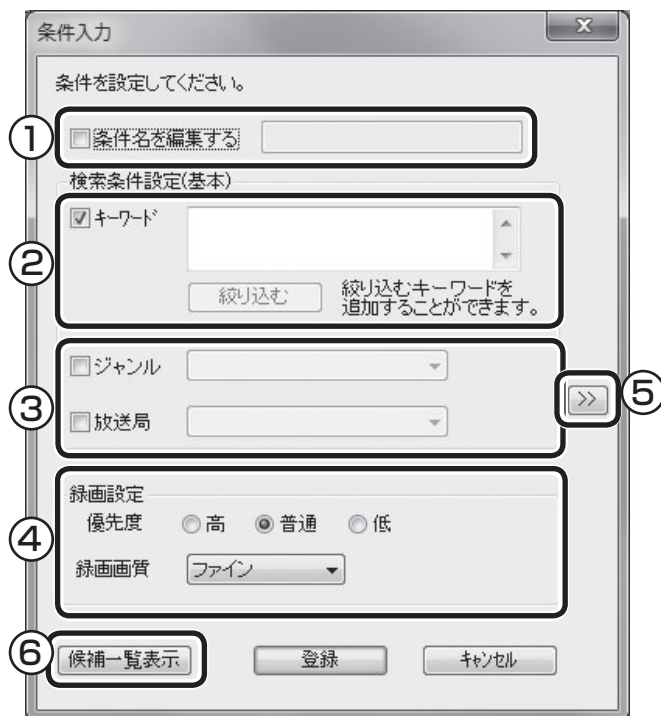 条件入力
条件を設定してください。
① 条件名を編集する
検索条件設定(基本)
② キーワード
絞り込む 絞り込むキーワードを
追加することができます。
③ ジャンル
放送局
>> ⑤
④ 録画設定
優先度 高 普通 低
録画画質 ファイン
⑥ 候補一覧表示 登録 キャンセル